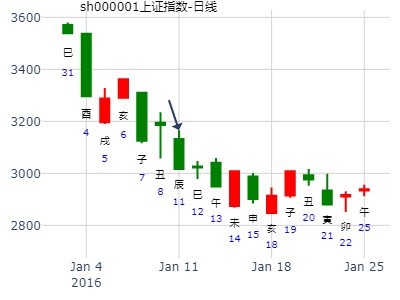 sh000001上证指数-日线
3600
3400
3200
3000
2800
巳
31
酉
4
戌
5
亥
6
子
7
丑
8
辰
11
巳
12
午
13
未
14
申
15
亥
18
子
19
丑
20
寅
21
卯
22
午
25
Jan 4
2016
Jan 11
Jan 18
Jan 25